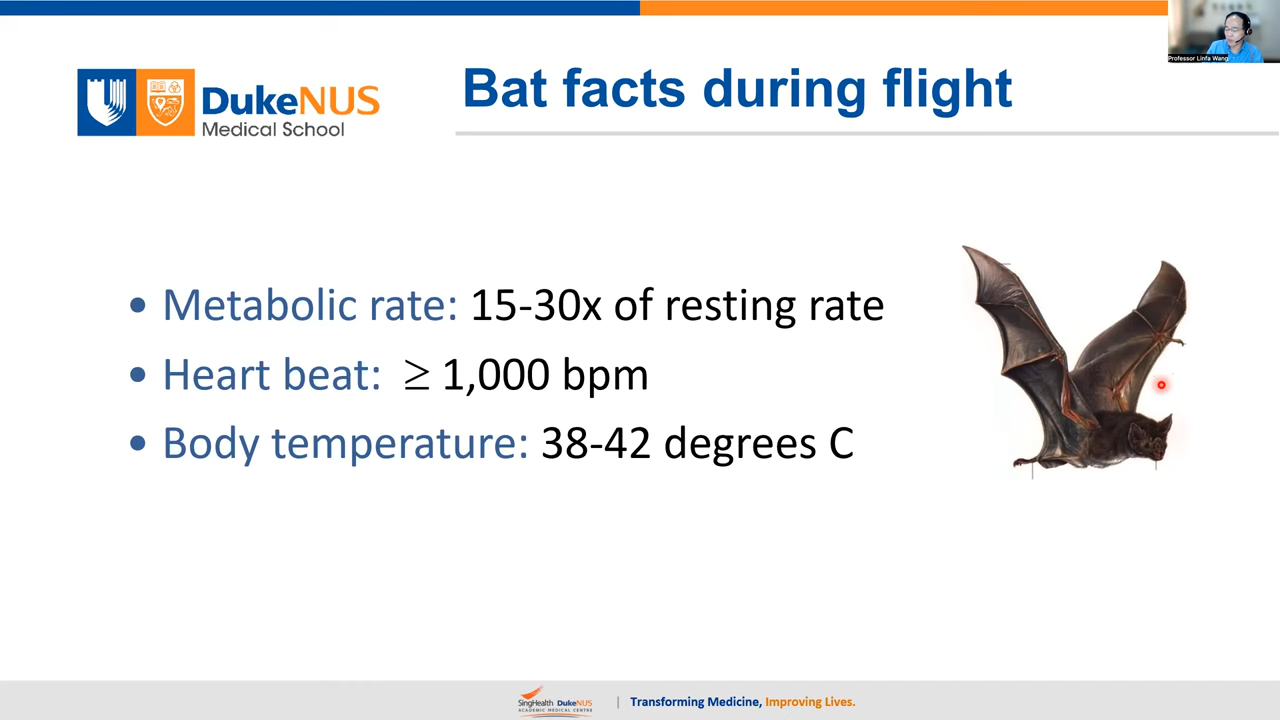 Professor Linfa Wang
Bat facts during flight
DukeNUS
Medical School
• Metabolic rate: 15-30x of resting rate
• Heart beat: ≥ 1,000 bpm
• Body temperature: 38-42 degrees C
SingHealth DukeNUS
ACADEMIC MEDICAL CENTRE
| Transforming Medicine, Improving Lives.